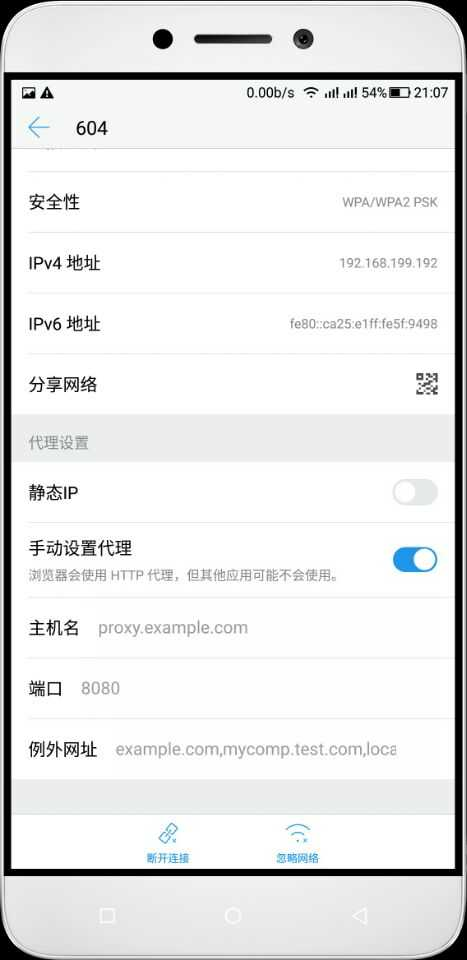 0.00b/s 54% 21:07
604
安全性 WPA/WPA2 PSK
IPv4 地址 192.168.199.192
IPv6 地址 fe80::ca25:e1ff:fe5f:9498
分享网络
代理设置
静态IP
手动设置代理
浏览器会使用 HTTP 代理，但其他应用可能不会使用。
主机名 proxy.example.com
端口 8080
例外网址 example.com,mycomp.test.com,loca
断开连接 忽略网络